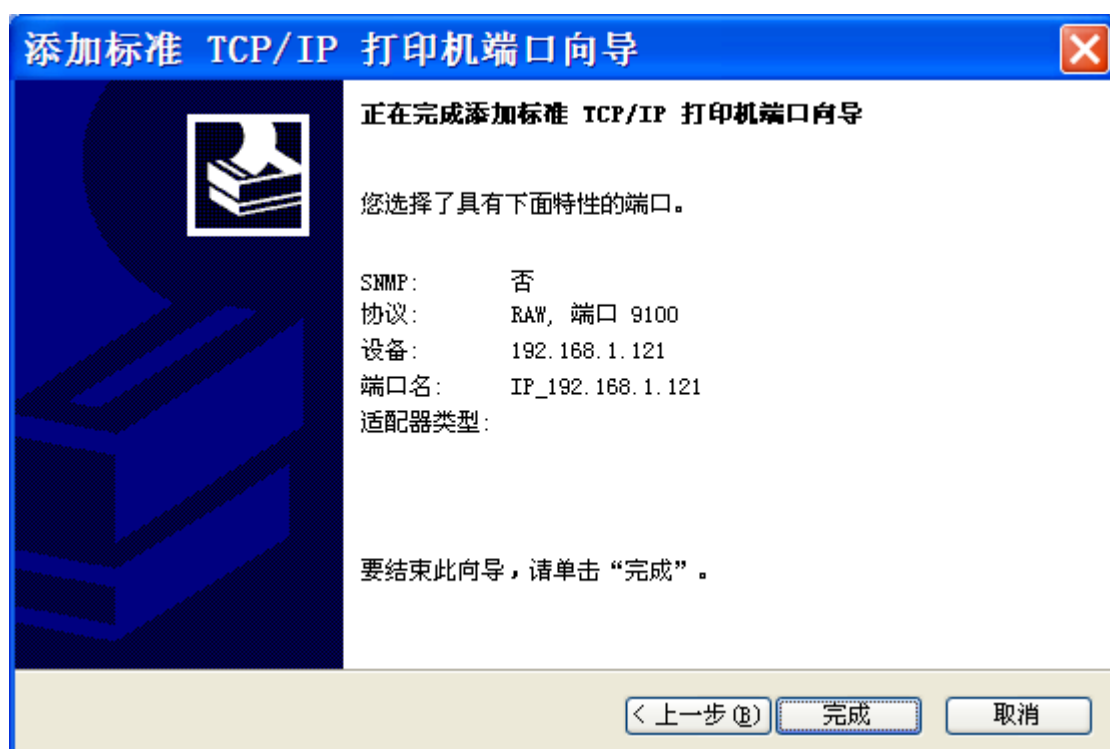 添加标准 TCP/IP 打印机端口向导
正在完成添加标准 TCP/IP 打印机端口向导
您选择了具有下面特性的端口。
SNMP: 否
协议: RAW, 端口 9100
设备: 192.168.1.121
端口名: IP_192.168.1.121
适配器类型:
要结束此向导，请单击“完成”。
< 上一步(B) 完成 取消